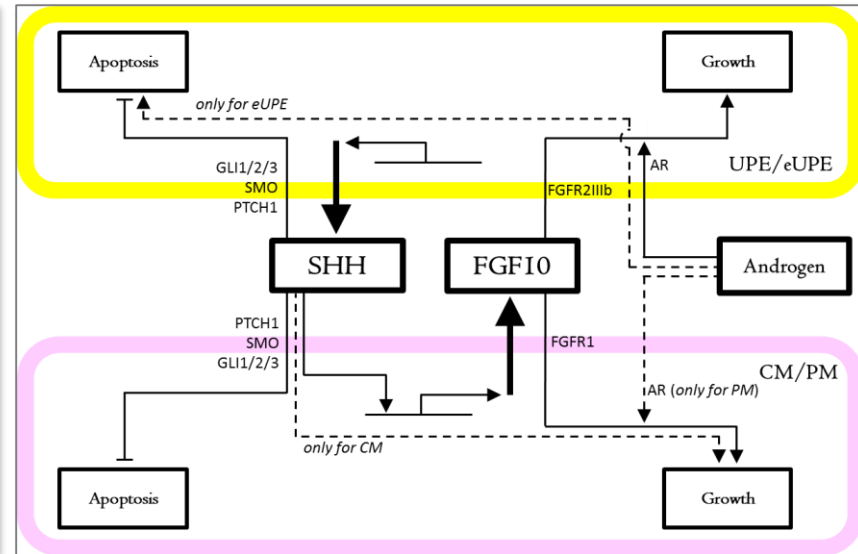 Apoptosis
Growth
only for eUPE
AR
GLI1/2/3
SMO
PTCH1
FGFR2IIIb
UPE/eUPE
SHH
FGF10
Androgen
PTCH1
SMO
GLI1/2/3
FGFR1
CM/PM
AR (only for PM)
only for CM
Apoptosis
Growth